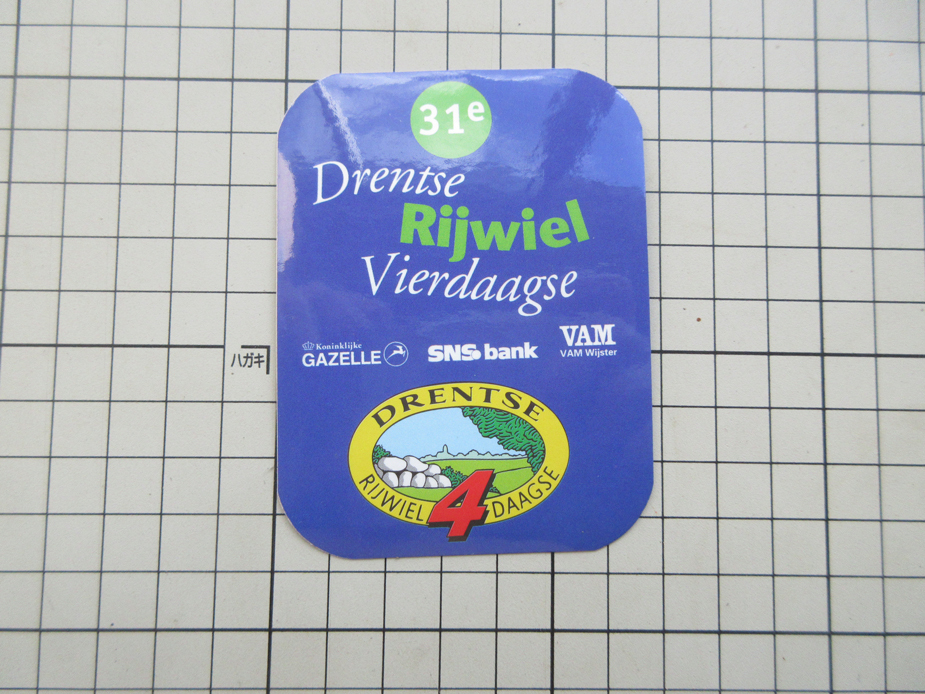 31e
Drentse
Rijwiel
Vierdaagse
Koninklijke
GAZELLE
SNS bank
VAM
VAM Wijster
ハガキ
DRENTSE
RIJWIEL 4 DAAGSE